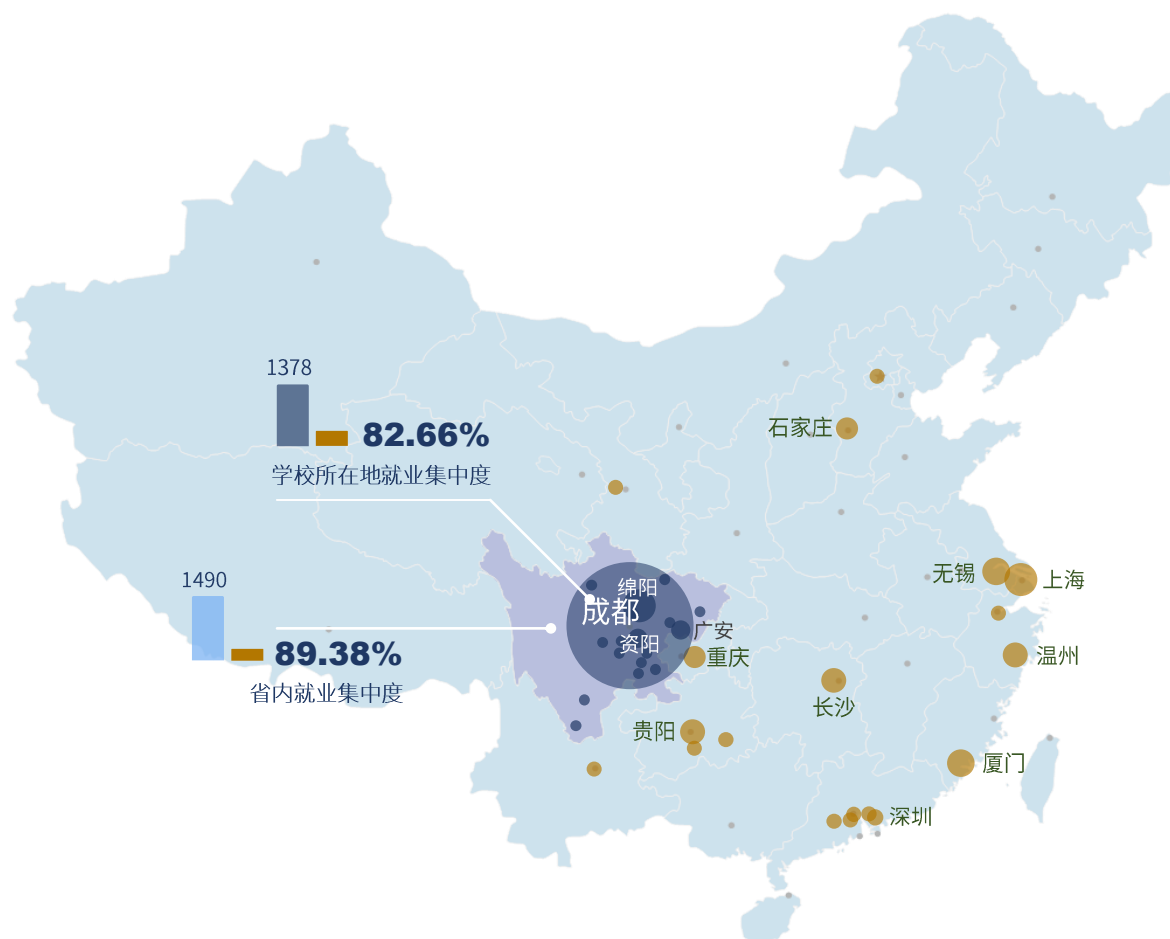 1378
82.66%
学校所在地就业集中度
石家庄
1490
89.38%
省内就业集中度
绵阳
成都
资阳
广安
重庆
无锡
上海
温州
长沙
贵阳
厦门
深圳